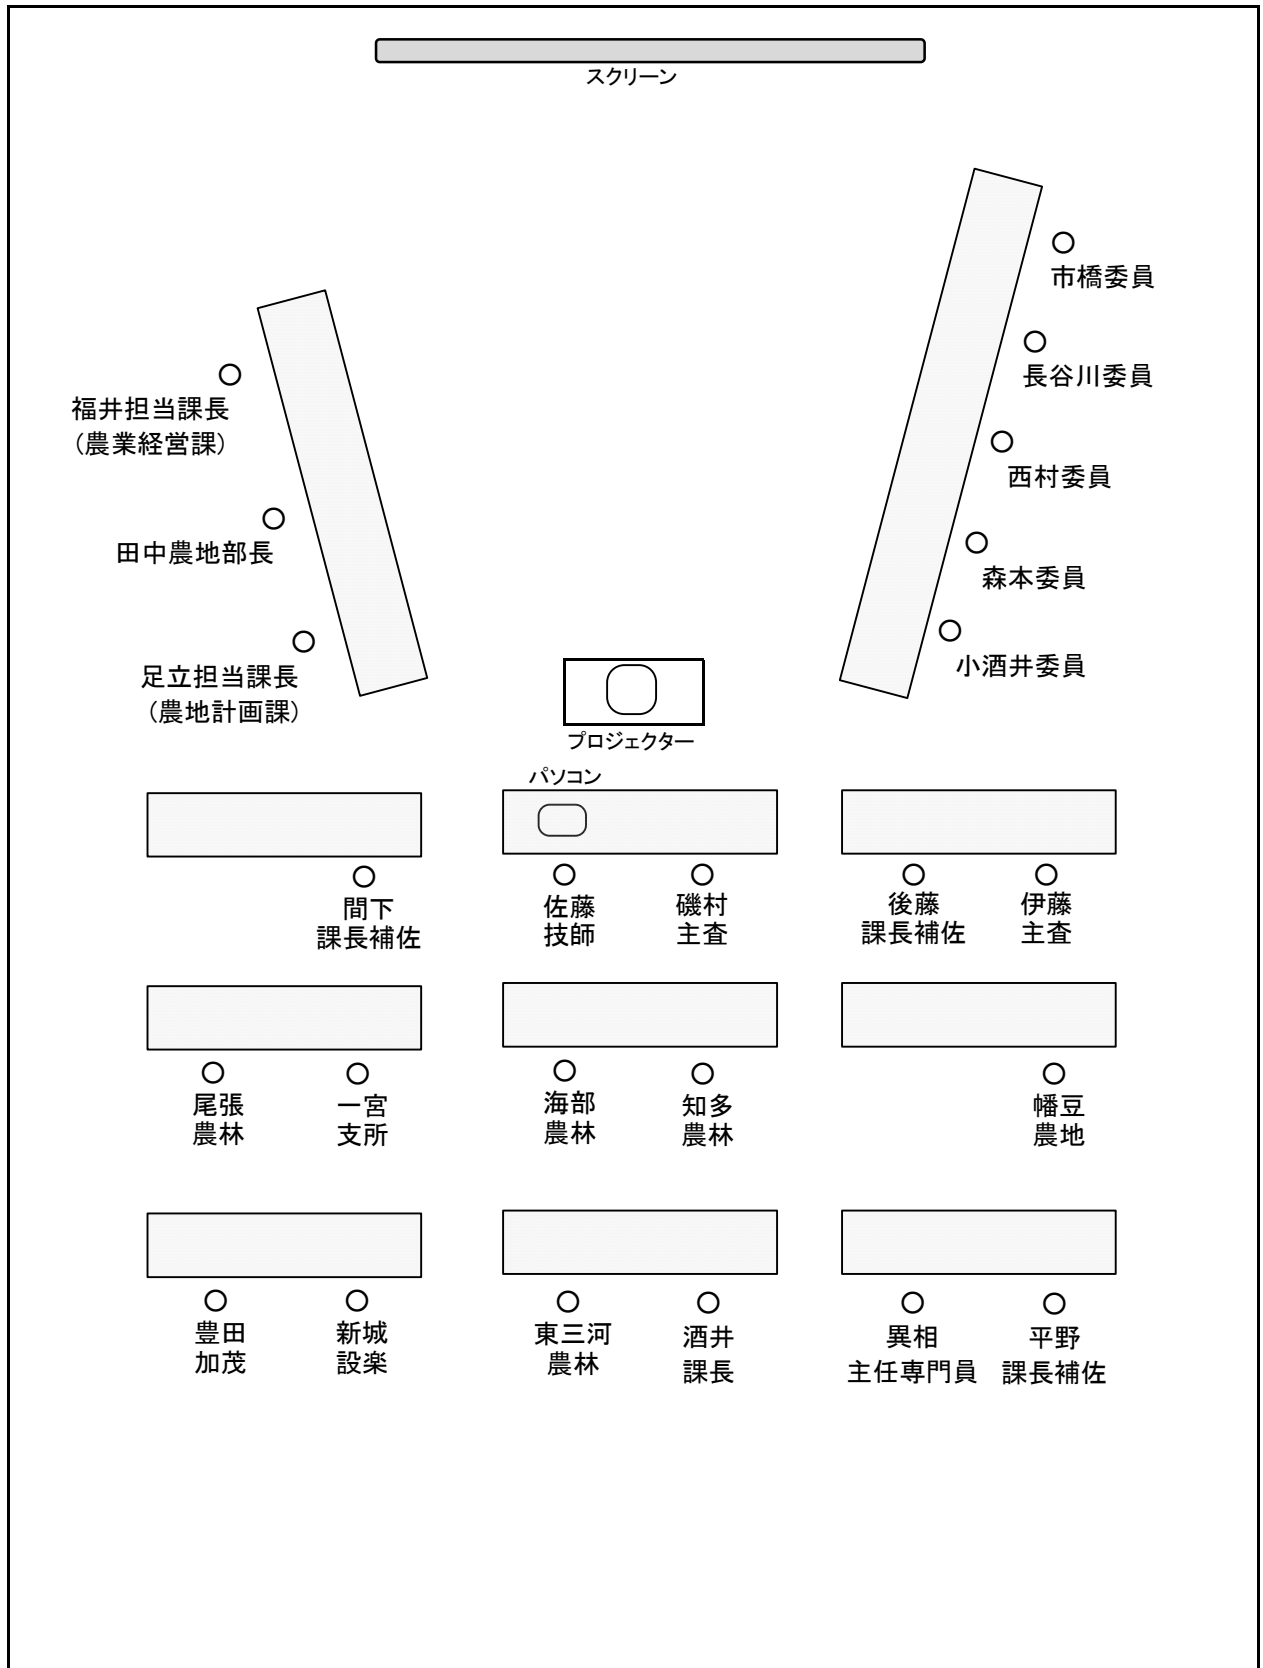 スクリーン
市橋委員
長谷川委員
西村委員
森本委員
小酒井委員
福井担当課長
（農業経営課）
田中農地部長
足立担当課長
（農地計画課）
プロジェクター
パソコン
間下
課長補佐
佐藤
技師
磯村
主査
後藤
課長補佐
伊藤
主査
尾張
農林
一宮
支所
海部
農林
知多
農林
幡豆
農地
豊田
加茂
新城
設楽
東三河
農林
酒井
課長
異相
主任専門員
平野
課長補佐